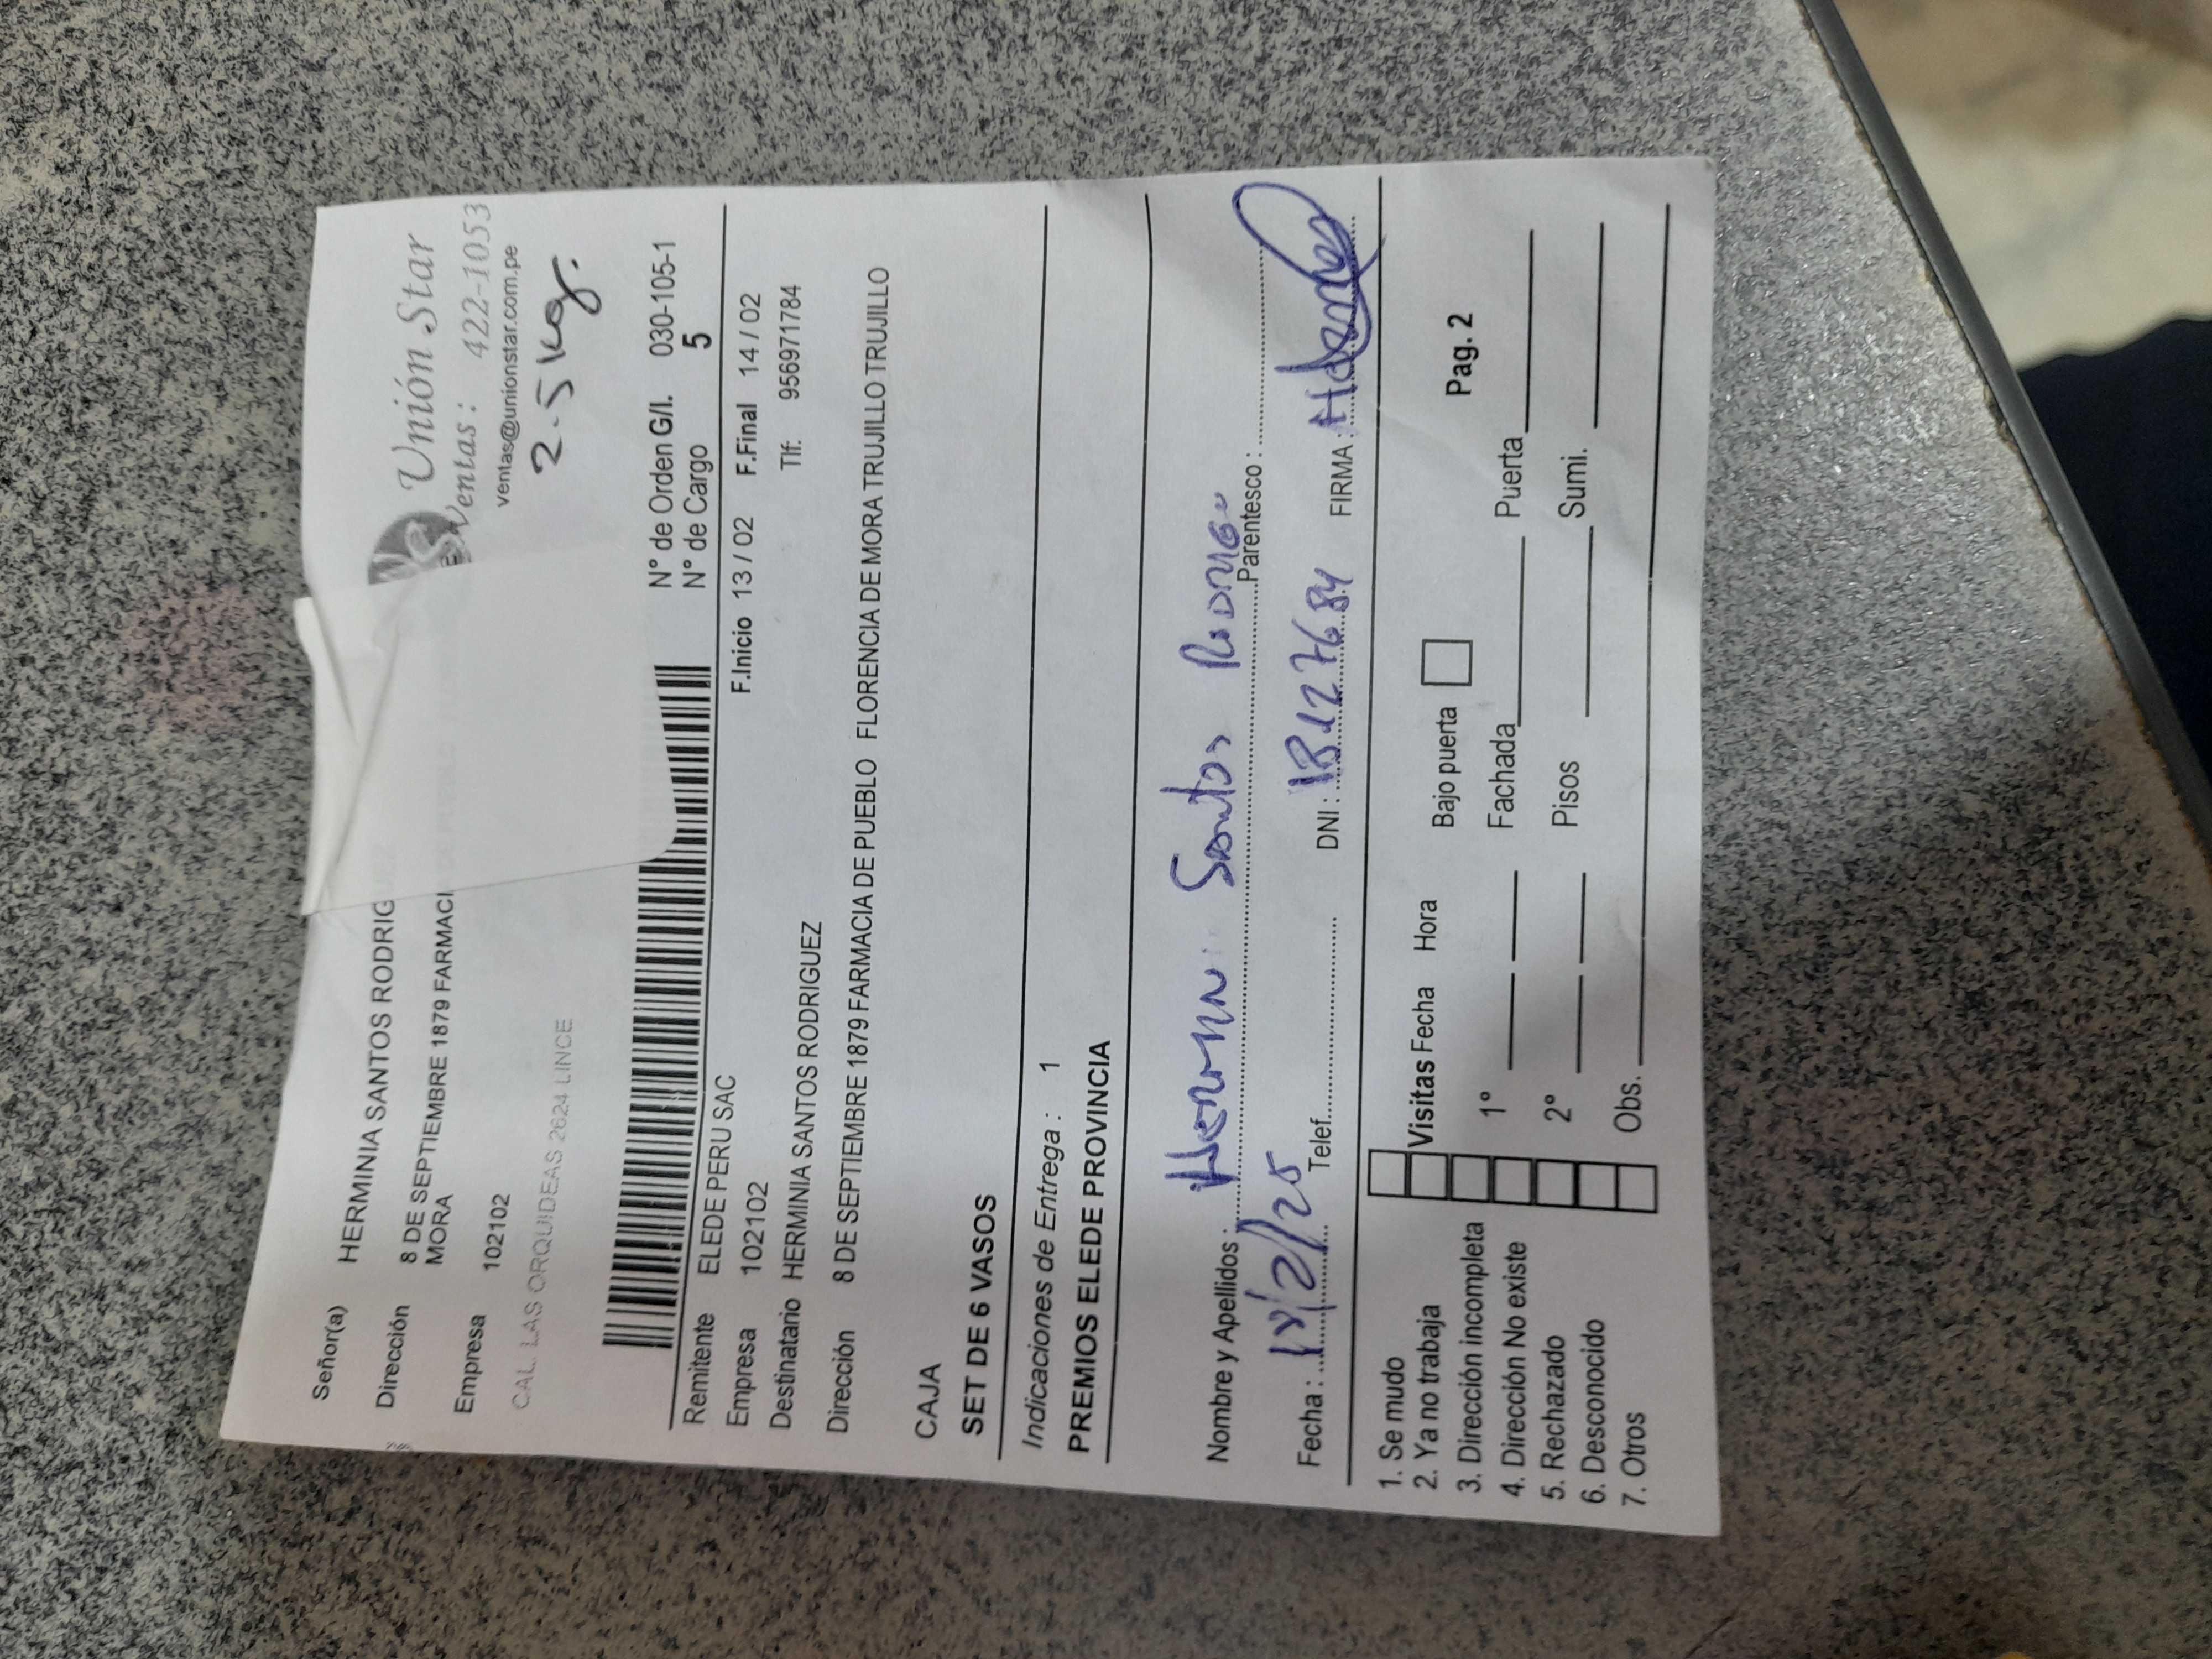 Unión Star
Ventas: 422-1053
ventas@unionstar.com.pe
2.5 kg.
Señor(a) HERMINIA SANTOS RODRIG
Dirección 8 DE SEPTIEMBRE 1879 FARMACI
MORA
Empresa 102102
CAL. LAS ORQUIDEAS 2624 LINCE
N° de Orden G/I. 030-105-1
N° de Cargo 5
Remitente ELEDE PERU SAC
F.Inicio 13 / 02 F.Final 14 / 02
Empresa 102102
Tlf: 956971784
Destinatario HERMINIA SANTOS RODRIGUEZ
Dirección 8 DE SEPTIEMBRE 1879 FARMACIA DE PUEBLO FLORENCIA DE MORA TRUJILLO TRUJILLO
CAJA
SET DE 6 VASOS
Indicaciones de Entrega : 1
PREMIOS ELEDE PROVINCIA
Nombre y Apellidos : Santos
Parentesco :
Fecha : 14/2/25 Telef. DNI : 18127684 FIRMA :
1. Se mudo
2. Ya no trabaja Visitas Fecha Hora Bajo puerta Pag. 2
3. Dirección incompleta 1° Fachada Puerta
4. Dirección No existe
5. Rechazado 2° Pisos Sumi.
6. Desconocido
7. Otros Obs.